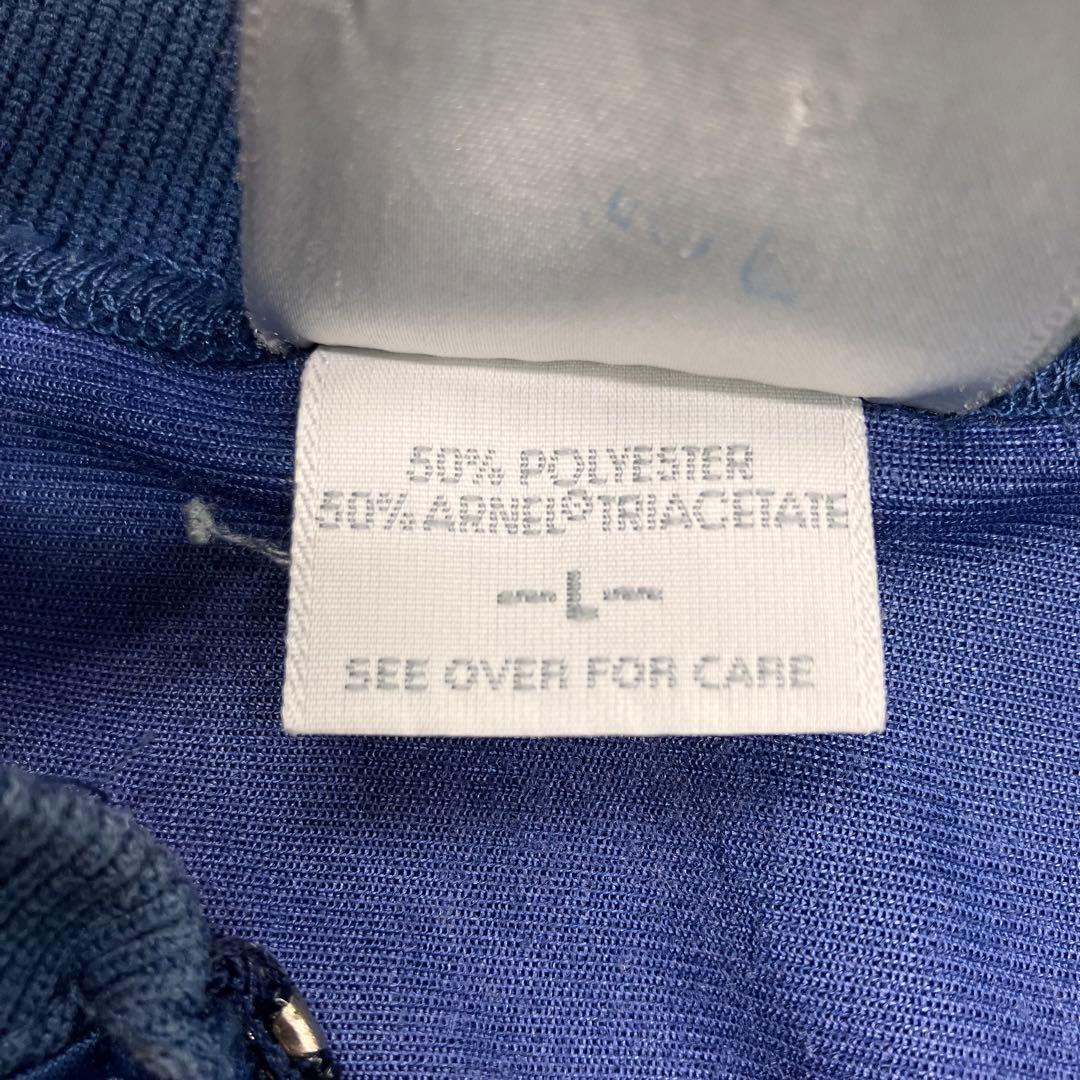 50% POLYESTER
50% ARNEL® TRIACETATE
—L—
SEE OVER FOR CARE